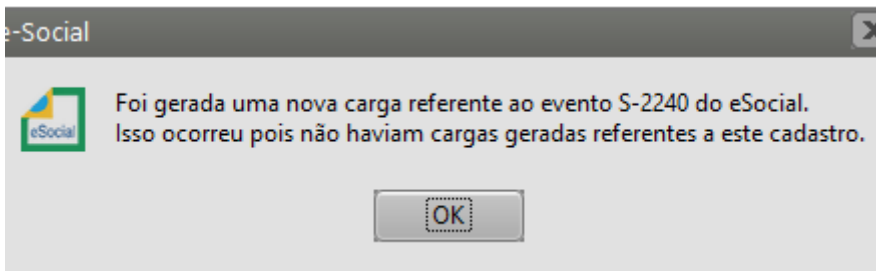 e-Social
Foi gerada uma nova carga referente ao evento S-2240 do eSocial.
Isso ocorreu pois não haviam cargas geradas referentes a este cadastro.
eSocial
OK